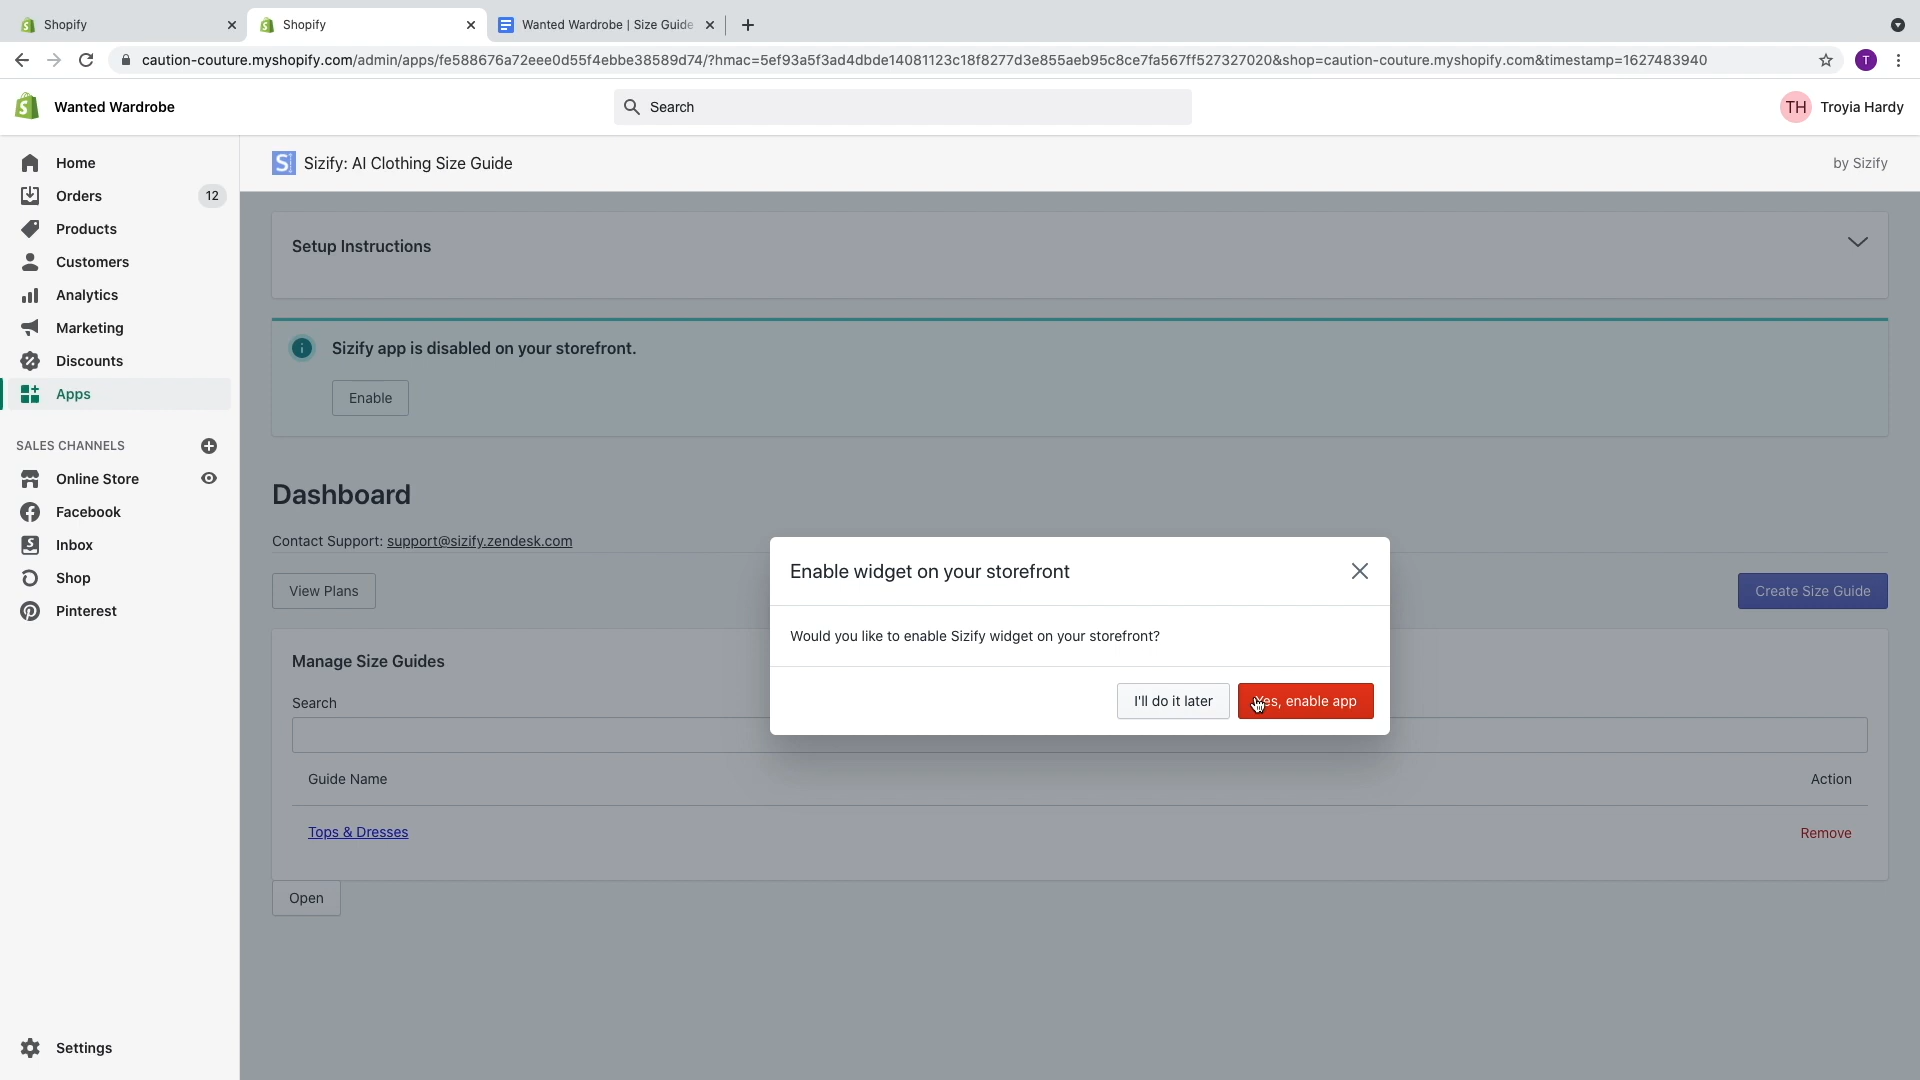 Shopify
Shopify
Wanted Wardrobe | Size Guide
caution-couture.myshopify.com/admin/apps/fe588676a72eee0d55f4ebbe38589d74/?hmac=5ef93a5f3ad4dbde14081123c18f8277d3e855aeb95c8ce7fa567ff527327020&shop=caution-couture.myshopify.com&timestamp=1627483940
T
Wanted Wardrobe
Search
TH Troyia Hardy
Home
Orders 12
Products
Customers
Analytics
Marketing
Discounts
Apps
SALES CHANNELS
Online Store
Facebook
Inbox
Shop
Pinterest
Settings
Sizify: AI Clothing Size Guide
by Sizify
Setup Instructions
Sizify app is disabled on your storefront.
Enable
Dashboard
Contact Support: support@sizify.zendesk.com
View Plans
Create Size Guide
Manage Size Guides
Search
Guide Name Action
Tops & Dresses Remove
Open
Enable widget on your storefront
Would you like to enable Sizify widget on your storefront?
I'll do it later
Yes, enable app